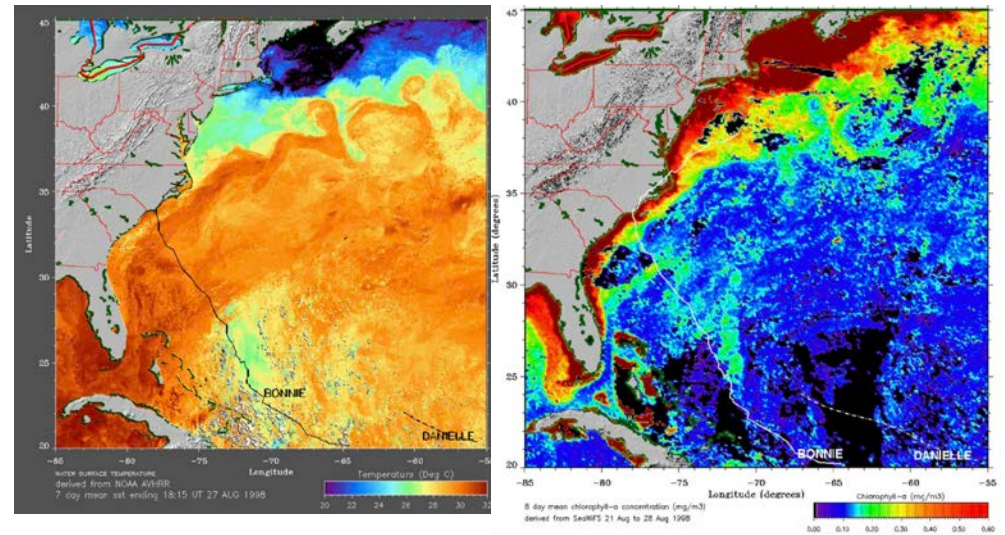 45
40
35
30
25
20
Latitude
-85
-80
-75
-70
-65
-60
-55
Longitude
BONNIE
DANIELLE
WATER SURFACE TEMPERATURE
derived from NOAA AVHRR
7 day mean sst ending 18:15 UT 27 AUG 1998
Temperature (Deg C)
20 22 24 26 28 30 32
45
40
35
30
25
20
Latitude (degrees)
-85
-80
-75
-70
-65
-60
-55
Longitude (degrees)
BONNIE
DANIELLE
8 day mean chlorophyll-a concentration (mg/m3)
derived from SeaWiFS 21 Aug to 28 Aug 1998
Chlorophyll-a (mg/m3)
0.00 0.10 0.20 0.30 0.40 0.50 0.60